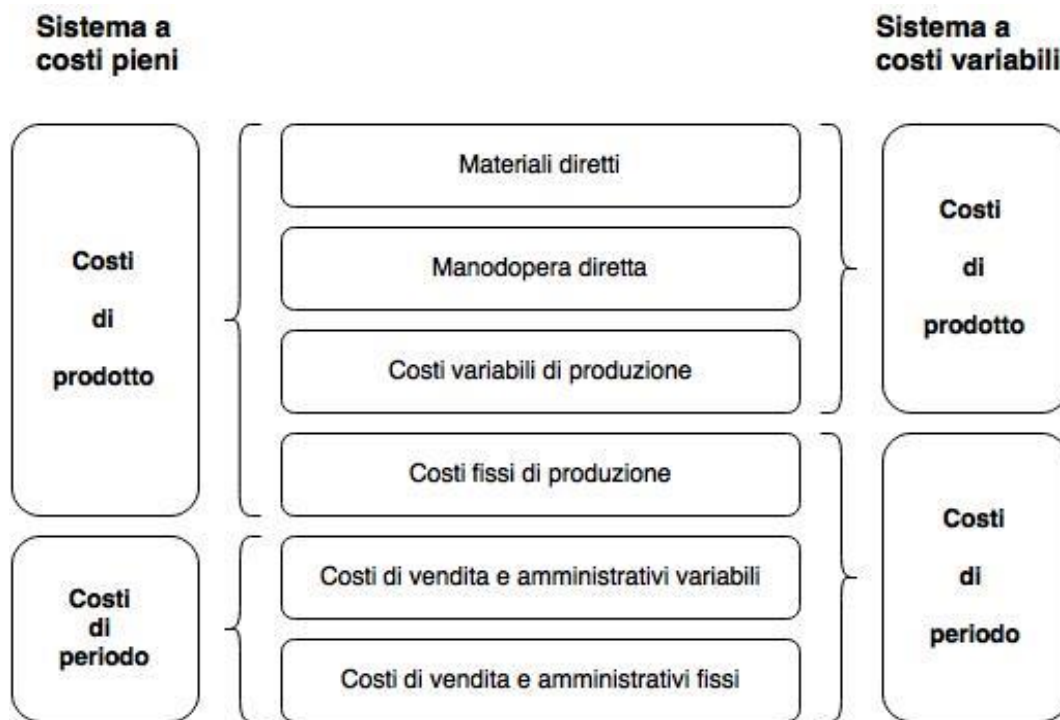 Sistema a
costi pieni
Sistema a
costi variabili
Costi
di
prodotto
Costi
di
periodo
Materiali diretti
Manodopera diretta
Costi variabili di produzione
Costi fissi di produzione
Costi di vendita e amministrativi variabili
Costi di vendita e amministrativi fissi
Costi
di
prodotto
Costi
di
periodo